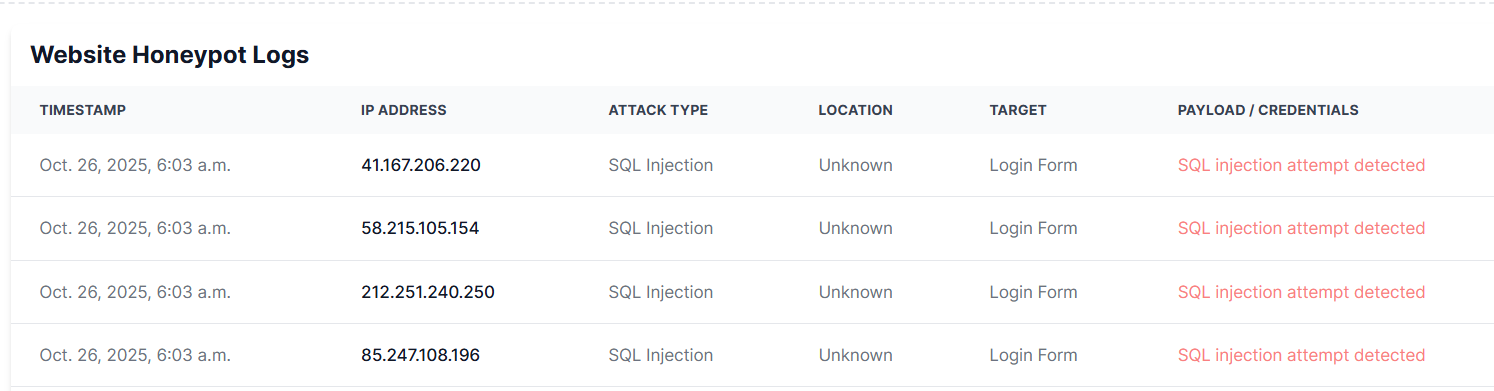 Website Honeypot Logs
TIMESTAMP IP ADDRESS ATTACK TYPE LOCATION TARGET PAYLOAD / CREDENTIALS
Oct. 26, 2025, 6:03 a.m. 41.167.206.220 SQL Injection Unknown Login Form SQL injection attempt detected
Oct. 26, 2025, 6:03 a.m. 58.215.105.154 SQL Injection Unknown Login Form SQL injection attempt detected
Oct. 26, 2025, 6:03 a.m. 212.251.240.250 SQL Injection Unknown Login Form SQL injection attempt detected
Oct. 26, 2025, 6:03 a.m. 85.247.108.196 SQL Injection Unknown Login Form SQL injection attempt detected